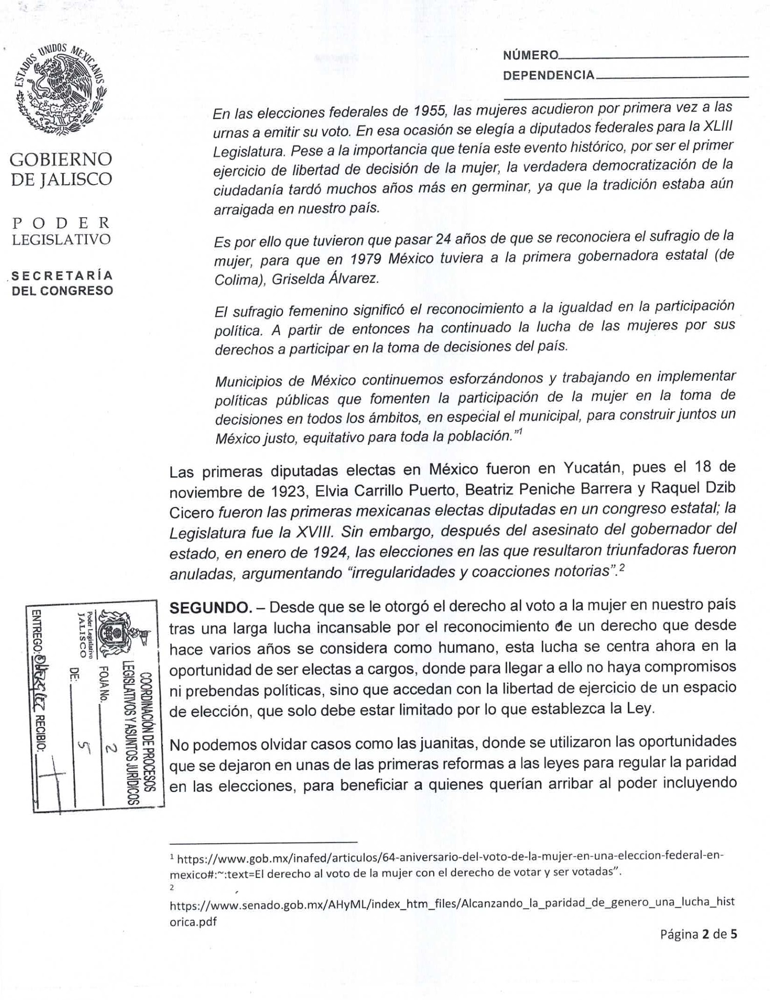 ESTADOS UNIDOS MEXICANOS
GOBIERNO
DE JALISCO
PODER
LEGISLATIVO
SECRETARÍA
DEL CONGRESO
NÚMERO
DEPENDENCIA
En las elecciones federales de 1955, las mujeres acudieron por primera vez a las
urnas a emitir su voto. En esa ocasión se elegía a diputados federales para la XLIII
Legislatura. Pese a la importancia que tenía este evento histórico, por ser el primer
ejercicio de libertad de decisión de la mujer, la verdadera democratización de la
ciudadanía tardó muchos años más en germinar, ya que la tradición estaba aún
arraigada en nuestro país.
Es por ello que tuvieron que pasar 24 años de que se reconociera el sufragio de la
mujer, para que en 1979 México tuviera a la primera gobernadora estatal (de
Colima), Griselda Álvarez.
El sufragio femenino significó el reconocimiento a la igualdad en la participación
política. A partir de entonces ha continuado la lucha de las mujeres por sus
derechos a participar en la toma de decisiones del país.
Municipios de México continuemos esforzándonos y trabajando en implementar
políticas públicas que fomenten la participación de la mujer en la toma de
decisiones en todos los ámbitos, en especial el municipal, para construir juntos un
México justo, equitativo para toda la población.”1
Las primeras diputadas electas en México fueron en Yucatán, pues el 18 de
noviembre de 1923, Elvia Carrillo Puerto, Beatriz Peniche Barrera y Raquel Dzib
Cicero fueron las primeras mexicanas electas diputadas en un congreso estatal; la
Legislatura fue la XVIII. Sin embargo, después del asesinato del gobernador del
estado, en enero de 1924, las elecciones en las que resultaron triunfadoras fueron
anuladas, argumentando “irregularidades y coacciones notorias”.2
SEGUNDO. – Desde que se le otorgó el derecho al voto a la mujer en nuestro país
tras una larga lucha incansable por el reconocimiento de un derecho que desde
hace varios años se considera como humano, esta lucha se centra ahora en la
oportunidad de ser electas a cargos, donde para llegar a ello no haya compromisos
ni prebendas políticas, sino que accedan con la libertad de ejercicio de un espacio
de elección, que solo debe estar limitado por lo que establezca la Ley.
No podemos olvidar casos como las juanitas, donde se utilizaron las oportunidades
que se dejaron en unas de las primeras reformas a las leyes para regular la paridad
en las elecciones, para beneficiar a quienes querían arribar al poder incluyendo
Poder Legislativo
JALISCO
COORDINACIÓN DE PROCESOS
LEGISLATIVOS Y ASUNTOS JURÍDICOS
FOJA No. 2
DE: 5
ENTREGO: RECIBIO:
1 https://www.gob.mx/inafed/articulos/64-aniversario-del-voto-de-la-mujer-en-una-eleccion-federal-en-
mexico#:~:text=El derecho al voto de la mujer con el derecho de votar y ser votadas”.
2
https://www.senado.gob.mx/AHyML/index_htm_files/Alcanzando_la_paridad_de_genero_una_lucha_hist
orica.pdf
Página 2 de 5